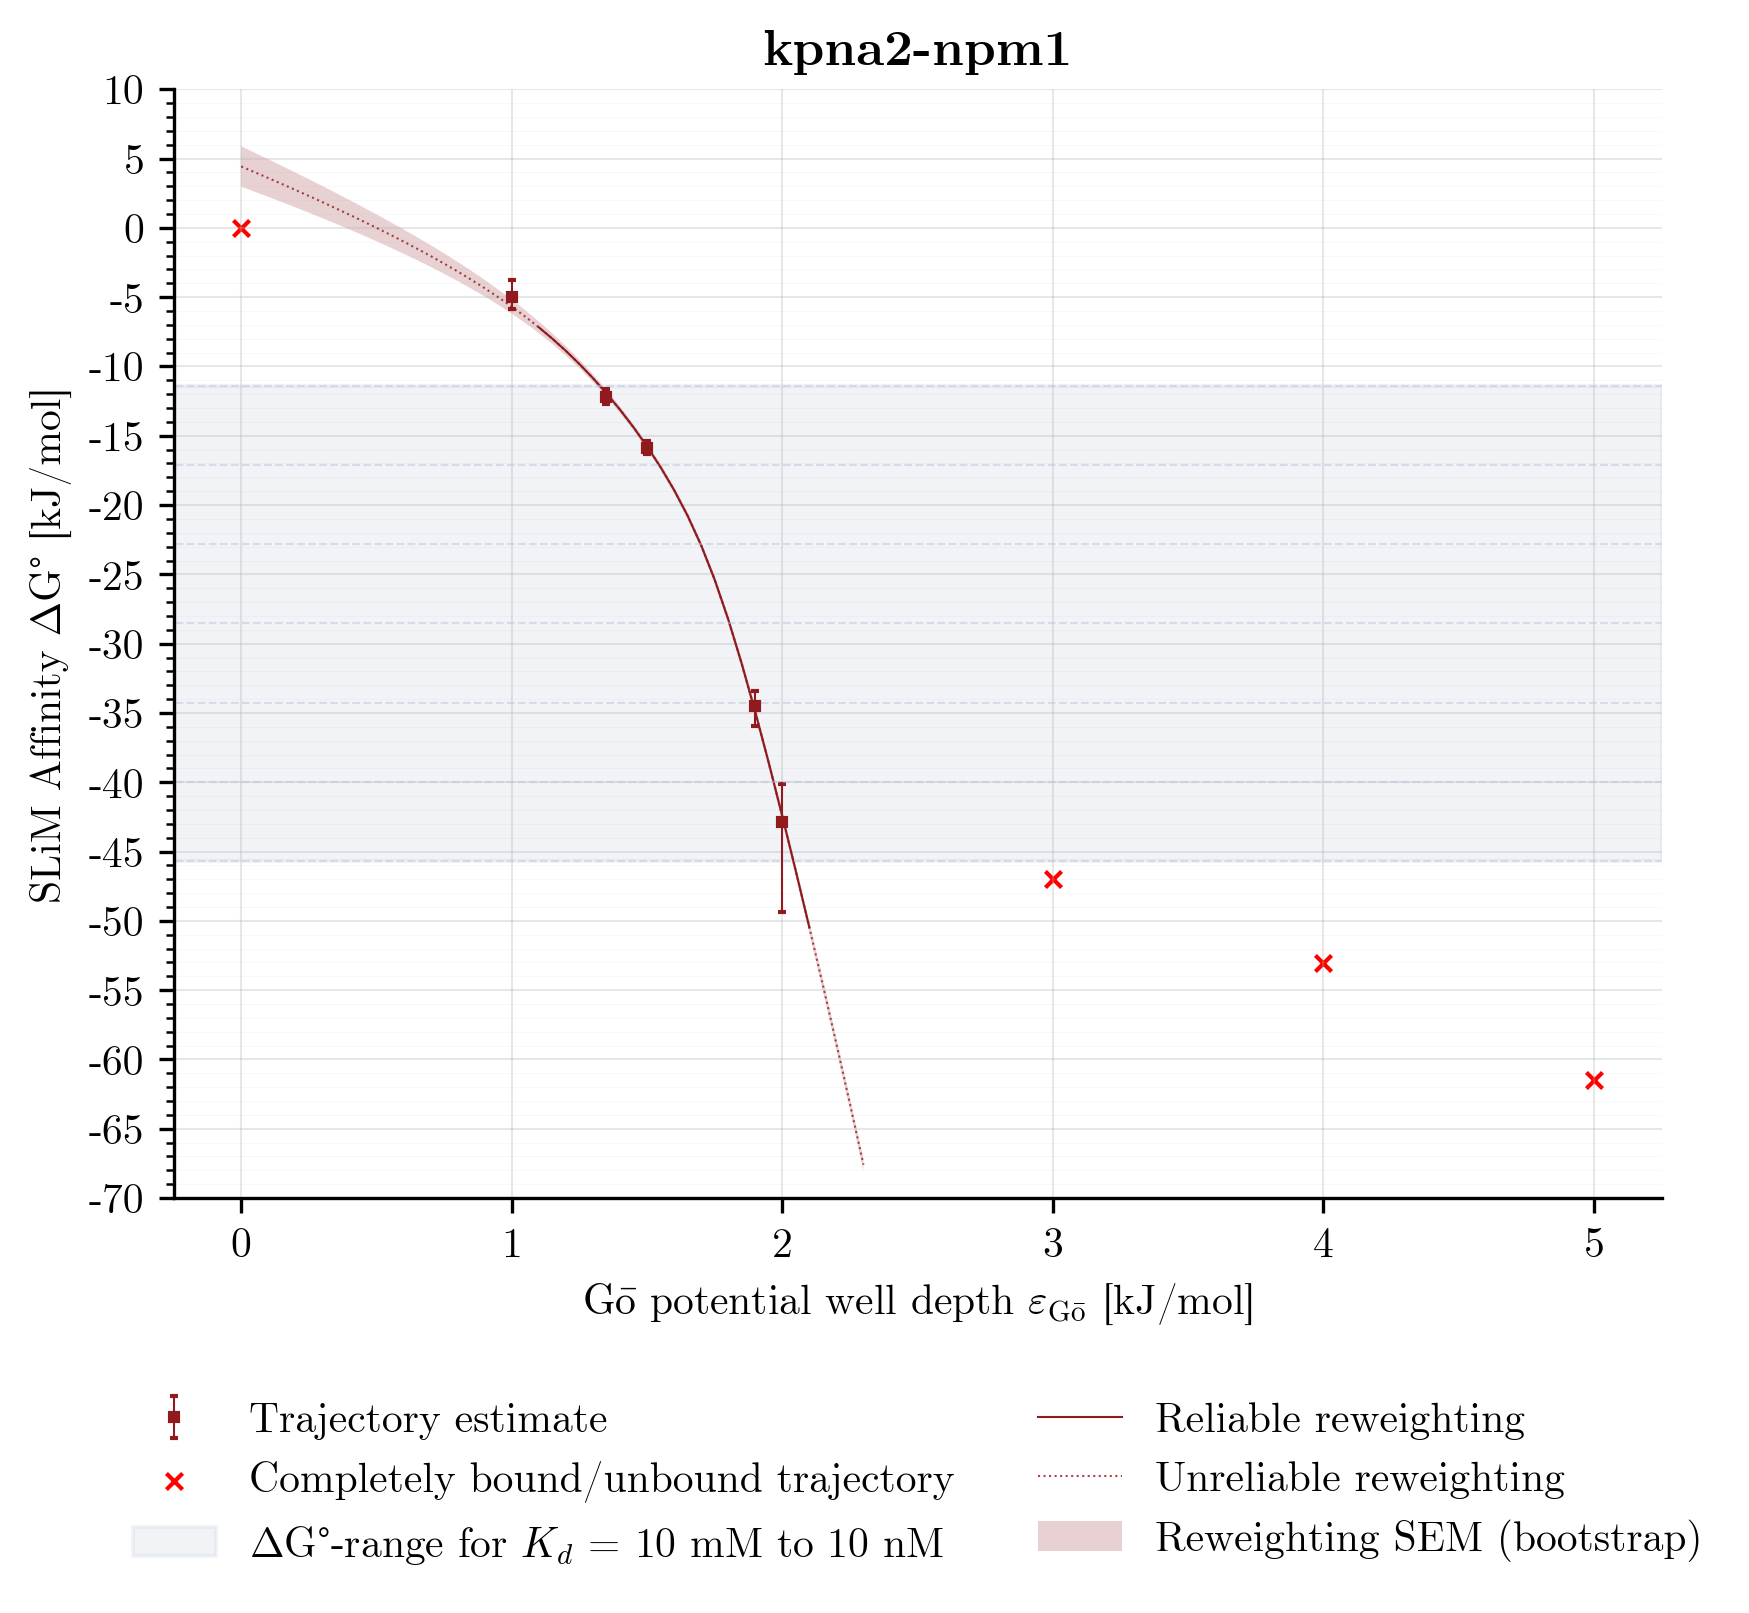 kpna2-npm1
10
5
0
-5
-10
-15
-20
-25
-30
-35
-40
-45
-50
-55
-60
-65
-70
SLiM Affinity ΔG° [kJ/mol]
0 1 2 3 4 5
Gō potential well depth ε_Gō [kJ/mol]
Trajectory estimate
Completely bound/unbound trajectory
ΔG°-range for K_d = 10 mM to 10 nM
Reliable reweighting
Unreliable reweighting
Reweighting SEM (bootstrap)